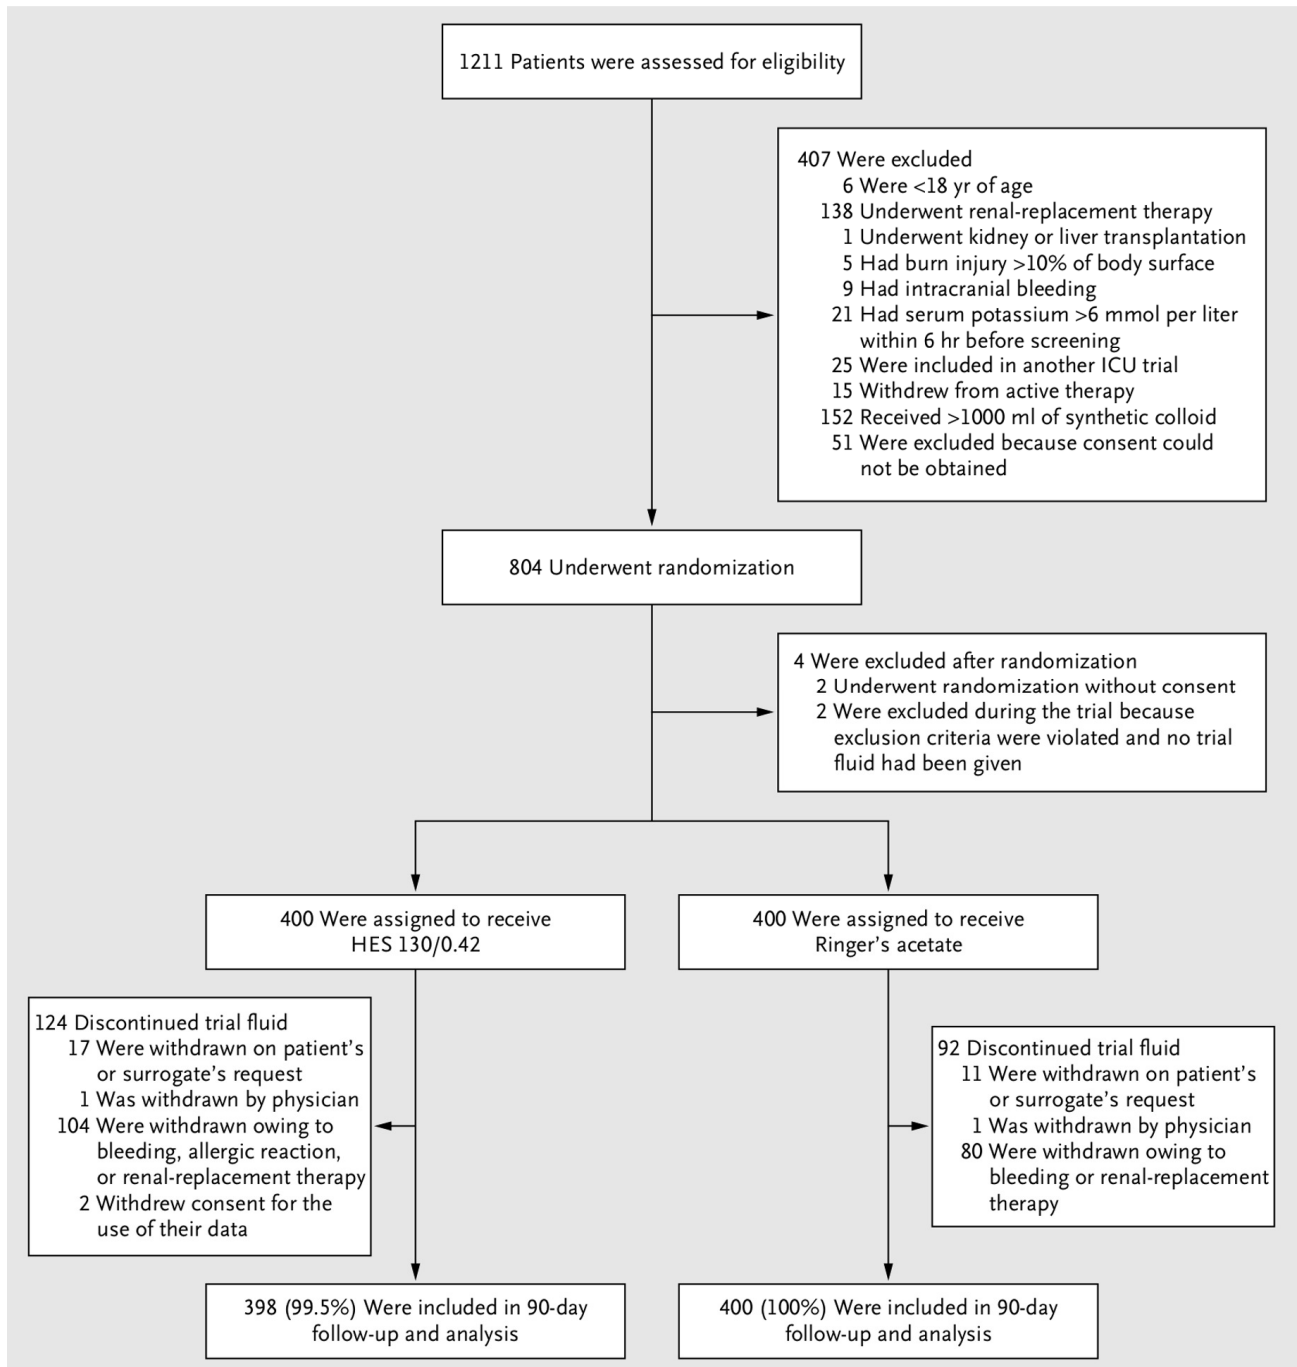 1211 Patients were assessed for eligibility
407 Were excluded
6 Were <18 yr of age
138 Underwent renal-replacement therapy
1 Underwent kidney or liver transplantation
5 Had burn injury >10% of body surface
9 Had intracranial bleeding
21 Had serum potassium >6 mmol per liter
within 6 hr before screening
25 Were included in another ICU trial
15 Withdrew from active therapy
152 Received >1000 ml of synthetic colloid
51 Were excluded because consent could
not be obtained
804 Underwent randomization
4 Were excluded after randomization
2 Underwent randomization without consent
2 Were excluded during the trial because
exclusion criteria were violated and no trial
fluid had been given
400 Were assigned to receive
HES 130/0.42
400 Were assigned to receive
Ringer’s acetate
124 Discontinued trial fluid
17 Were withdrawn on patient’s
or surrogate’s request
1 Was withdrawn by physician
104 Were withdrawn owing to
bleeding, allergic reaction,
or renal-replacement therapy
2 Withdrew consent for the
use of their data
92 Discontinued trial fluid
11 Were withdrawn on patient’s
or surrogate’s request
1 Was withdrawn by physician
80 Were withdrawn owing to
bleeding or renal-replacement
therapy
398 (99.5%) Were included in 90-day
follow-up and analysis
400 (100%) Were included in 90-day
follow-up and analysis